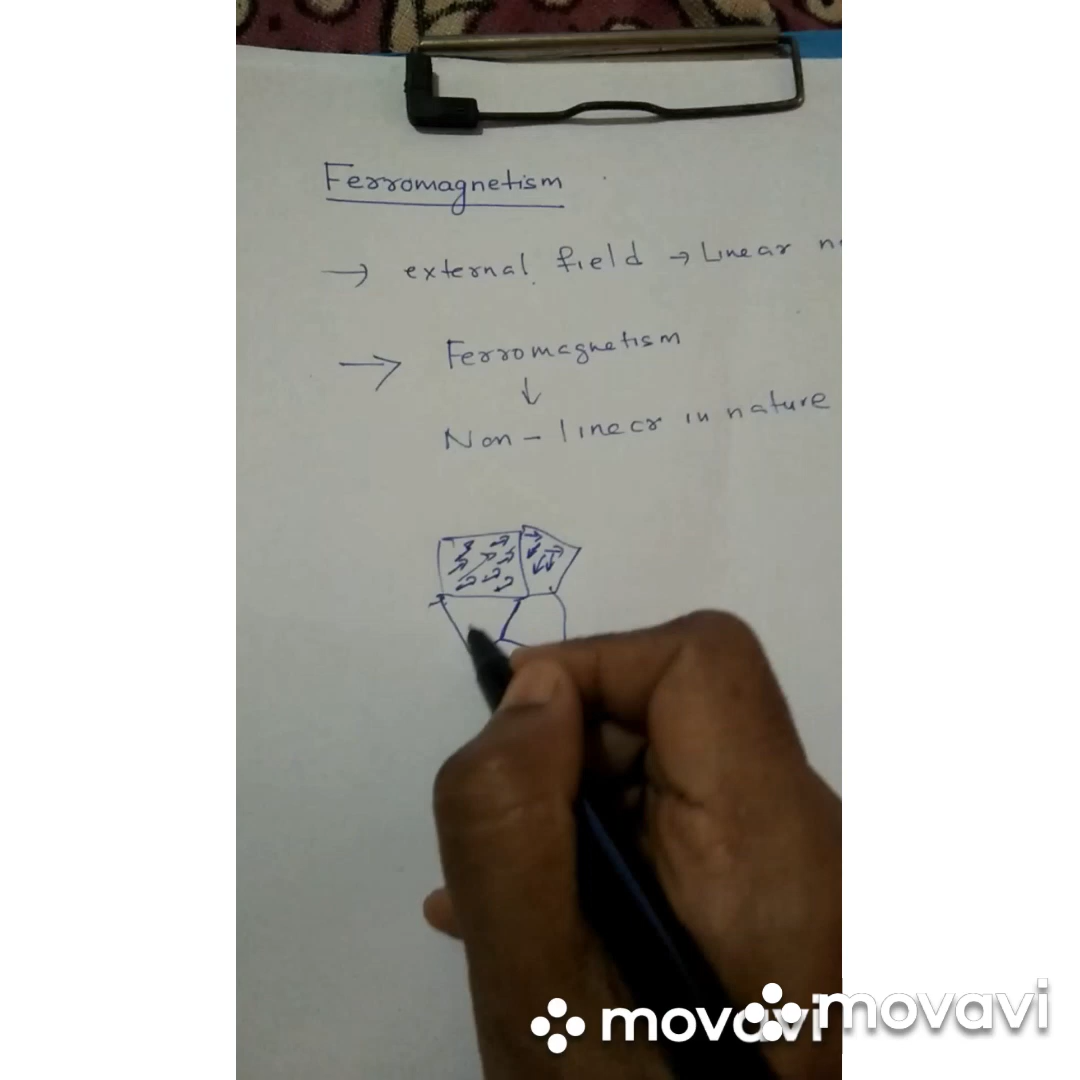 Ferromagnetism
→ external field → Linear
→ Ferromagnetism
↓
Non-linear in nature
movavi movavi